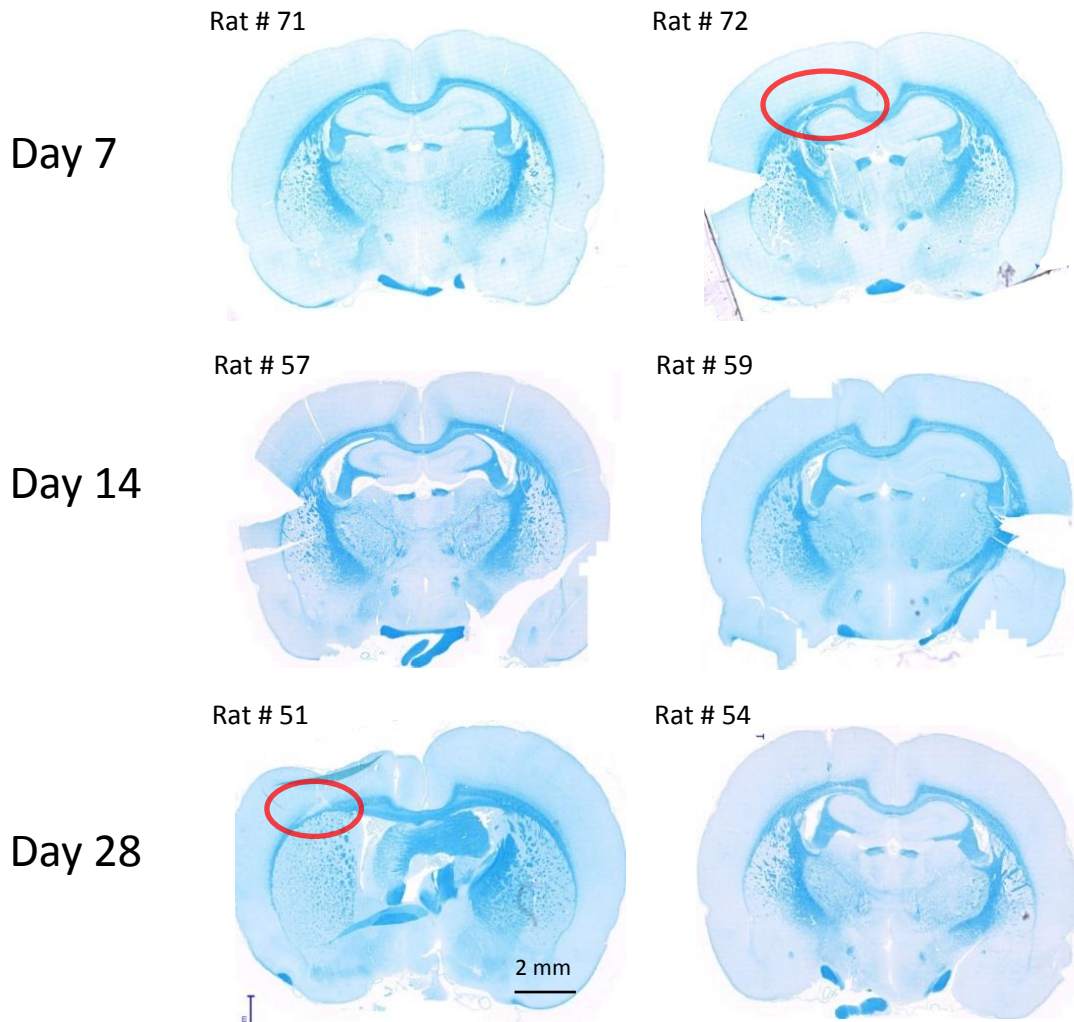 Rat # 71
Rat # 72
Day 7
Rat # 57
Rat # 59
Day 14
Rat # 51
Rat # 54
Day 28
2 mm